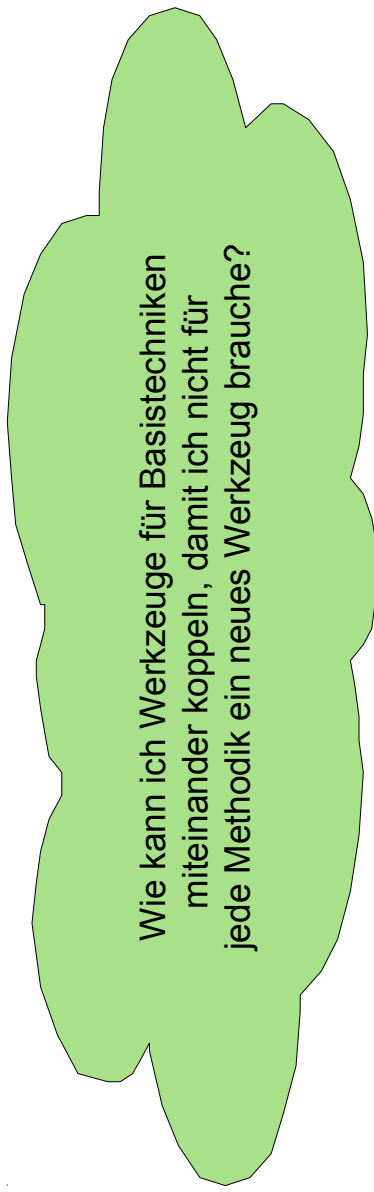 Wie kann ich Werkzeuge für Basistechniken
miteinander koppeln, damit ich nicht für
jede Methodik ein neues Werkzeug brauche?